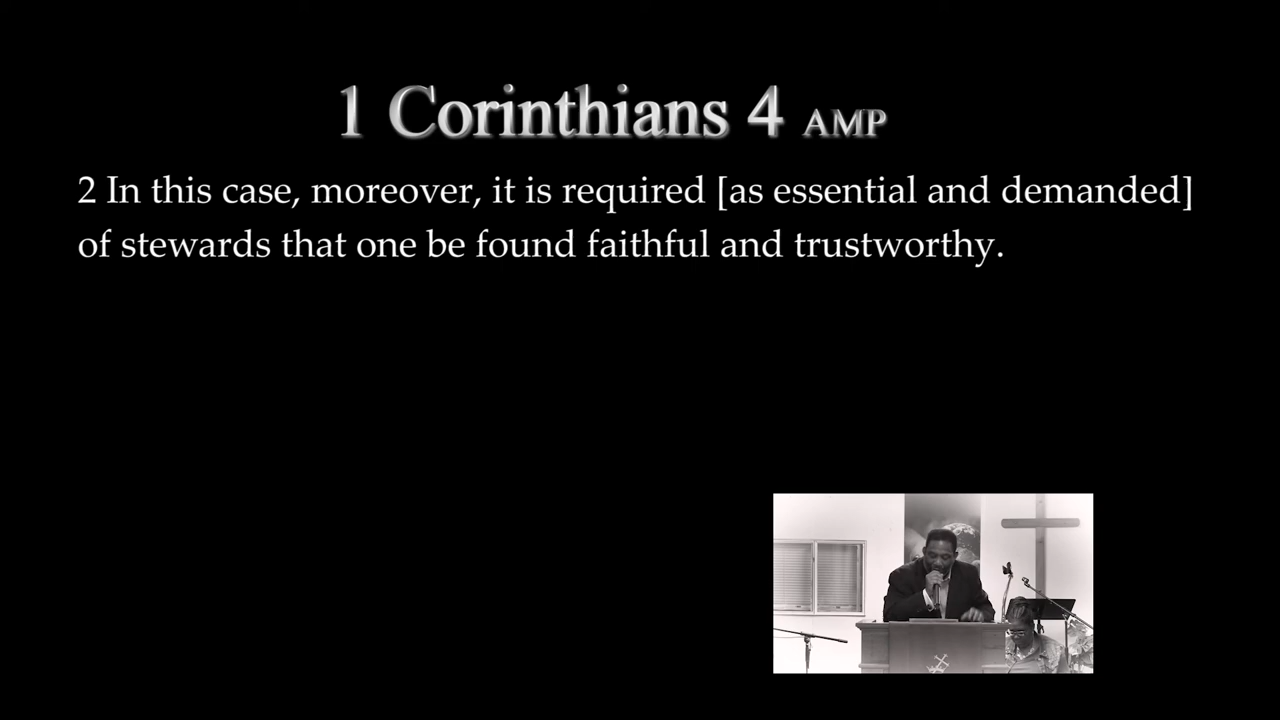 1 Corinthians 4 AMP
2 In this case, moreover, it is required [as essential and demanded]
of stewards that one be found faithful and trustworthy.